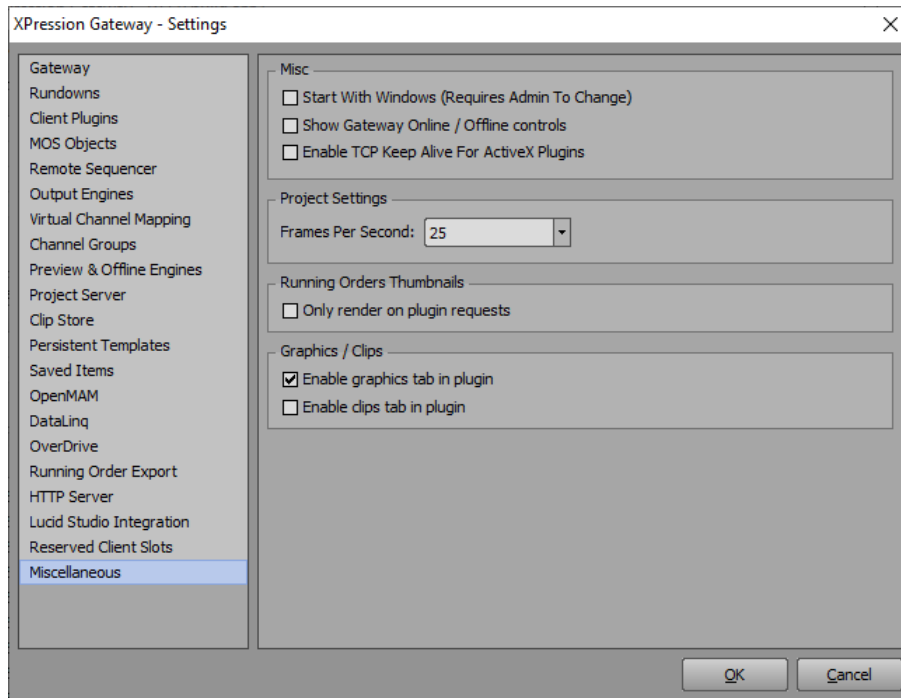 XPression Gateway - Settings
Gateway
Rundowns
Client Plugins
MOS Objects
Remote Sequencer
Output Engines
Virtual Channel Mapping
Channel Groups
Preview & Offline Engines
Project Server
Clip Store
Persistent Templates
Saved Items
OpenMAM
DataLinq
OverDrive
Running Order Export
HTTP Server
Lucid Studio Integration
Reserved Client Slots
Miscellaneous
Misc
Start With Windows (Requires Admin To Change)
Show Gateway Online / Offline controls
Enable TCP Keep Alive For ActiveX Plugins
Project Settings
Frames Per Second: 25
Running Orders Thumbnails
Only render on plugin requests
Graphics / Clips
Enable graphics tab in plugin
Enable clips tab in plugin
OK Cancel